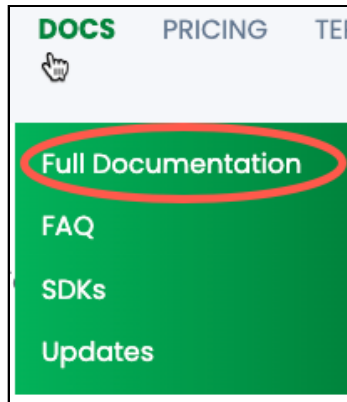 DOCS PRICING
Full Documentation
FAQ
SDKs
Updates